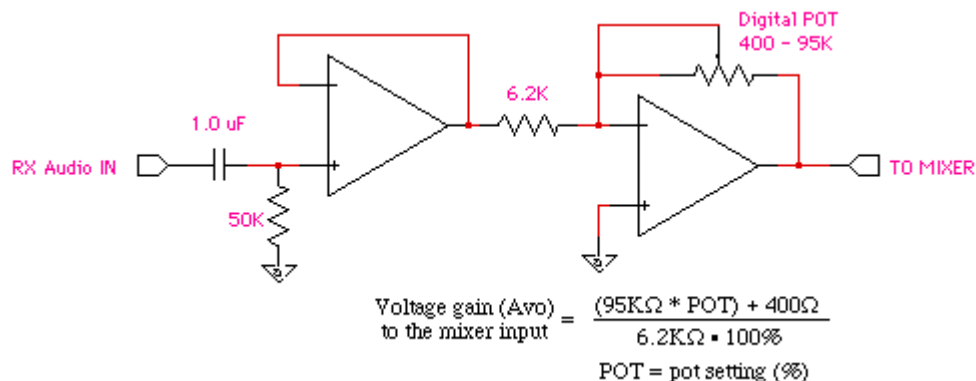 Digital POT
400 - 95K
6.2K
1.0 uF
RX Audio IN
50K
TO MIXER
Voltage gain (Avo) to the mixer input = (95KΩ * POT) + 400Ω
6.2KΩ ▪ 100%
POT = pot setting (%)